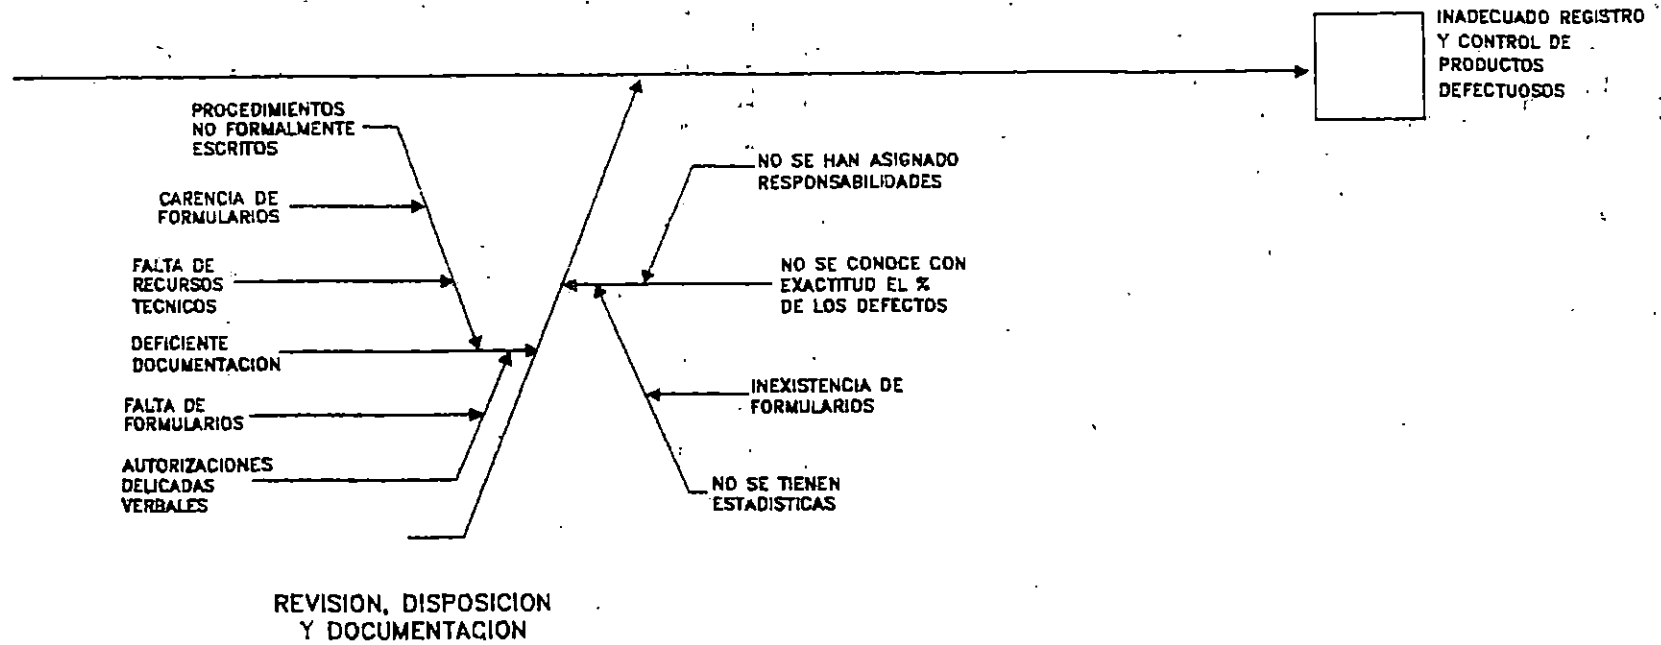 INADECUADO REGISTRO
Y CONTROL DE
PRODUCTOS
DEFECTUOSOS
PROCEDIMIENTOS
NO FORMALMENTE
ESCRITOS
CARENCIA DE
FORMULARIOS
FALTA DE
RECURSOS
TECNICOS
DEFICIENTE
DOCUMENTACION
FALTA DE
FORMULARIOS
AUTORIZACIONES
DELICADAS
VERBALES
NO SE HAN ASIGNADO
RESPONSABILIDADES
NO SE CONOCE CON
EXACTITUD EL %
DE LOS DEFECTOS
INEXISTENCIA DE
FORMULARIOS
NO SE TIENEN
ESTADISTICAS
REVISION, DISPOSICION
Y DOCUMENTACION